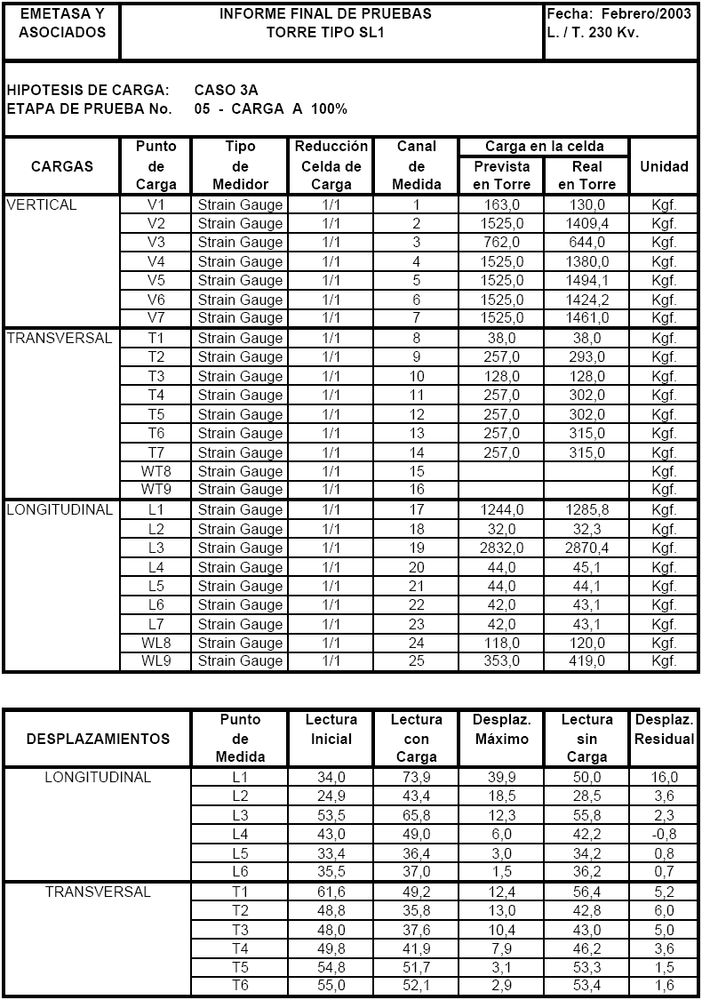 EMETASA Y ASOCIADOS INFORME FINAL DE PRUEBAS TORRE TIPO SL1 Fecha: Febrero/2003 L. / T. 230 Kv.
HIPOTESIS DE CARGA: CASO 3A
ETAPA DE PRUEBA No. 05 - CARGA A 100%
CARGAS Punto de Carga Tipo de Medidor Reducción Celda de Carga Canal de Medida Carga en la celda Prevista en Torre Real en Torre Unidad
VERTICAL V1 Strain Gauge 1/1 1 163,0 130,0 Kgf.
V2 Strain Gauge 1/1 2 1525,0 1409,4 Kgf.
V3 Strain Gauge 1/1 3 762,0 644,0 Kgf.
V4 Strain Gauge 1/1 4 1525,0 1380,0 Kgf.
V5 Strain Gauge 1/1 5 1525,0 1494,1 Kgf.
V6 Strain Gauge 1/1 6 1525,0 1424,2 Kgf.
V7 Strain Gauge 1/1 7 1525,0 1461,0 Kgf.
TRANSVERSAL T1 Strain Gauge 1/1 8 38,0 38,0 Kgf.
T2 Strain Gauge 1/1 9 257,0 293,0 Kgf.
T3 Strain Gauge 1/1 10 128,0 128,0 Kgf.
T4 Strain Gauge 1/1 11 257,0 302,0 Kgf.
T5 Strain Gauge 1/1 12 257,0 302,0 Kgf.
T6 Strain Gauge 1/1 13 257,0 315,0 Kgf.
T7 Strain Gauge 1/1 14 257,0 315,0 Kgf.
WT8 Strain Gauge 1/1 15 Kgf.
WT9 Strain Gauge 1/1 16 Kgf.
LONGITUDINAL L1 Strain Gauge 1/1 17 1244,0 1285,8 Kgf.
L2 Strain Gauge 1/1 18 32,0 32,3 Kgf.
L3 Strain Gauge 1/1 19 2832,0 2870,4 Kgf.
L4 Strain Gauge 1/1 20 44,0 45,1 Kgf.
L5 Strain Gauge 1/1 21 44,0 44,1 Kgf.
L6 Strain Gauge 1/1 22 42,0 43,1 Kgf.
L7 Strain Gauge 1/1 23 42,0 43,1 Kgf.
WL8 Strain Gauge 1/1 24 118,0 120,0 Kgf.
WL9 Strain Gauge 1/1 25 353,0 419,0 Kgf.
DESPLAZAMIENTOS Punto de Medida Lectura Inicial Lectura con Carga Desplaz. Máximo Lectura sin Carga Desplaz. Residual
LONGITUDINAL L1 34,0 73,9 39,9 50,0 16,0
L2 24,9 43,4 18,5 28,5 3,6
L3 53,5 65,8 12,3 55,8 2,3
L4 43,0 49,0 6,0 42,2 -0,8
L5 33,4 36,4 3,0 34,2 0,8
L6 35,5 37,0 1,5 36,2 0,7
TRANSVERSAL T1 61,6 49,2 12,4 56,4 5,2
T2 48,8 35,8 13,0 42,8 6,0
T3 48,0 37,6 10,4 43,0 5,0
T4 49,8 41,9 7,9 46,2 3,6
T5 54,8 51,7 3,1 53,3 1,5
T6 55,0 52,1 2,9 53,4 1,6